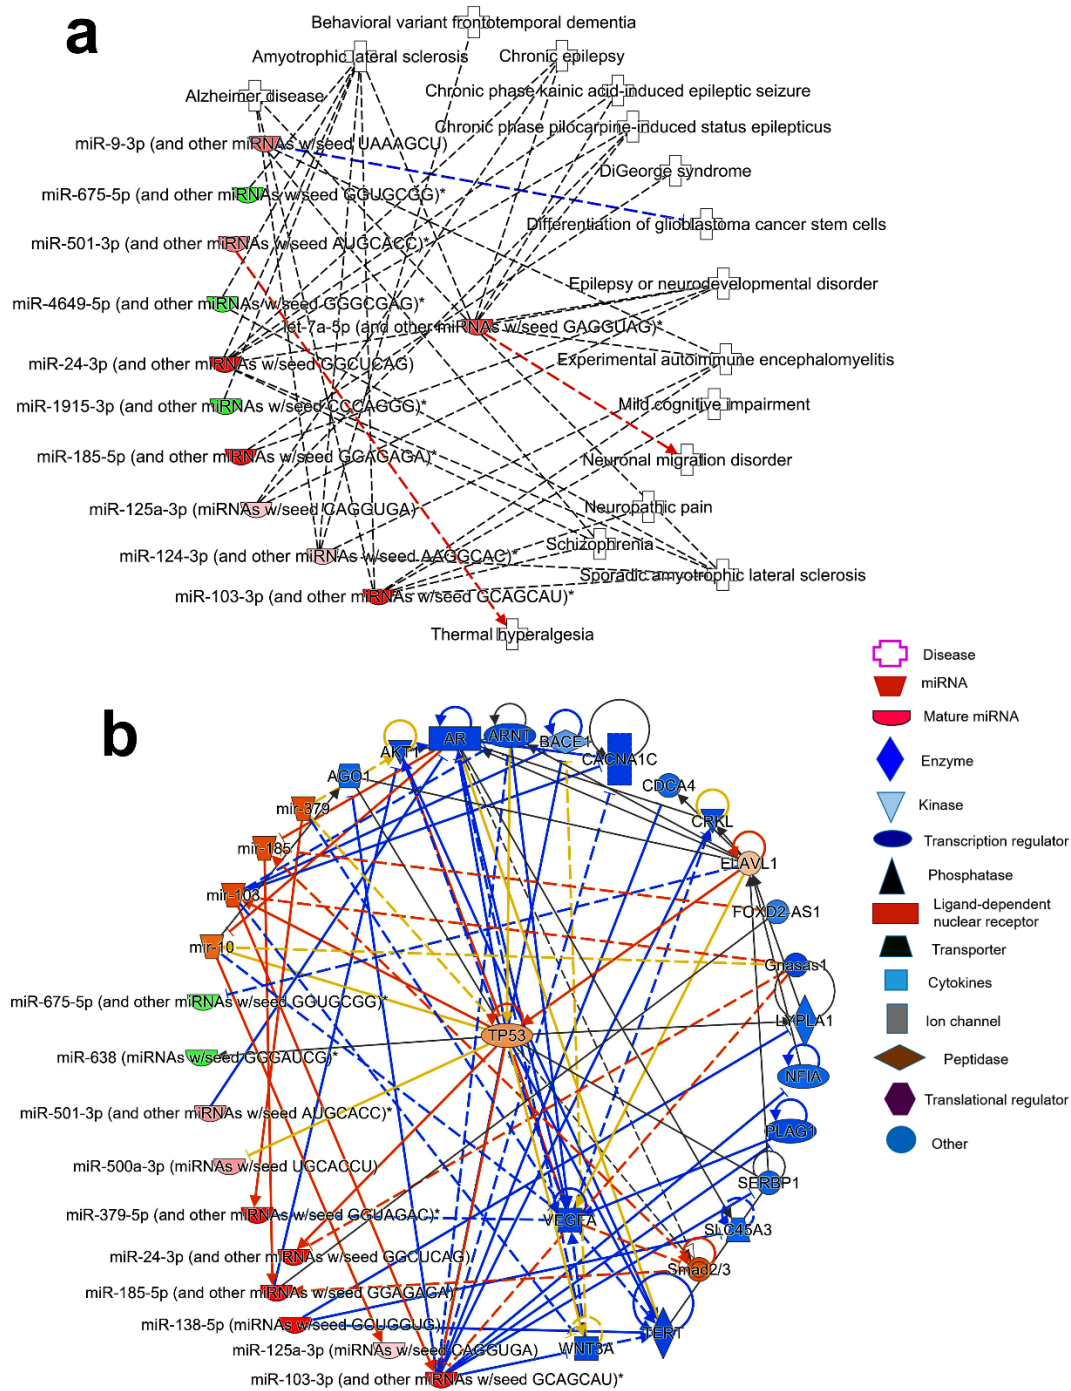 a
Behavioral variant frontotemporal dementia
Amyotrophic lateral sclerosis
Chronic epilepsy
Alzheimer disease
Chronic phase kainic acid-induced epileptic seizure
Chronic phase pilocarpine-induced status epilepticus
miR-9-3p (and other miRNAs w/seed UAAAGCU)
DiGeorge syndrome
miR-675-5p (and other miRNAs w/seed GGUGCGG)*
Differentiation of glioblastoma cancer stem cells
miR-501-3p (and other miRNAs w/seed AUGCACC)*
Epilepsy or neurodevelopmental disorder
miR-4649-5p (and other miRNAs w/seed GGGCGAG)*
let-7a-5p (and other miRNAs w/seed GAGGUAG)*
Experimental autoimmune encephalomyelitis
miR-24-3p (and other miRNAs w/seed GGCUCAG)
Mild cognitive impairment
miR-1915-3p (and other miRNAs w/seed CCCAGGG)*
miR-185-5p (and other miRNAs w/seed GGAGAGA)*
Neuronal migration disorder
miR-125a-3p (miRNAs w/seed CAGGUGA)
Neuropathic pain
Schizophrenia
miR-124-3p (and other miRNAs w/seed AAGGCAC)*
Sporadic amyotrophic lateral sclerosis
miR-103-3p (and other miRNAs w/seed GCAGCAU)*
Thermal hyperalgesia
Disease
miRNA
Mature miRNA
Enzyme
Kinase
Transcription regulator
Phosphatase
Ligand-dependent
nuclear receptor
Transporter
Cytokines
Ion channel
Peptidase
Translational regulator
Other
b
AKT1
AR
ARNT
BACE1
CACNA1C
AGO1
CDCA4
mir-379
CRKL
mir-185
ELAVL1
mir-103
FOXD2-AS1
mir-10
Gnasas1
miR-675-5p (and other miRNAs w/seed GGUGCGG)*
LYPLA1
TP53
miR-638 (miRNAs w/seed GGGAUCG)*
NFIA
miR-501-3p (and other miRNAs w/seed AUGCACC)*
PLAG1
miR-500a-3p (miRNAs w/seed UGCACCU)
SERBP1
miR-379-5p (and other miRNAs w/seed GGUAGAC)*
VEGFA
SLC45A3
miR-24-3p (and other miRNAs w/seed GGCUCAG)
Smad2/3
miR-185-5p (and other miRNAs w/seed GGAGAGA)*
miR-138-5p (miRNAs w/seed GCUGGUG)
TERT
miR-125a-3p (miRNAs w/seed CAGGUGA)
WNT3A
miR-103-3p (and other miRNAs w/seed GCAGCAU)*